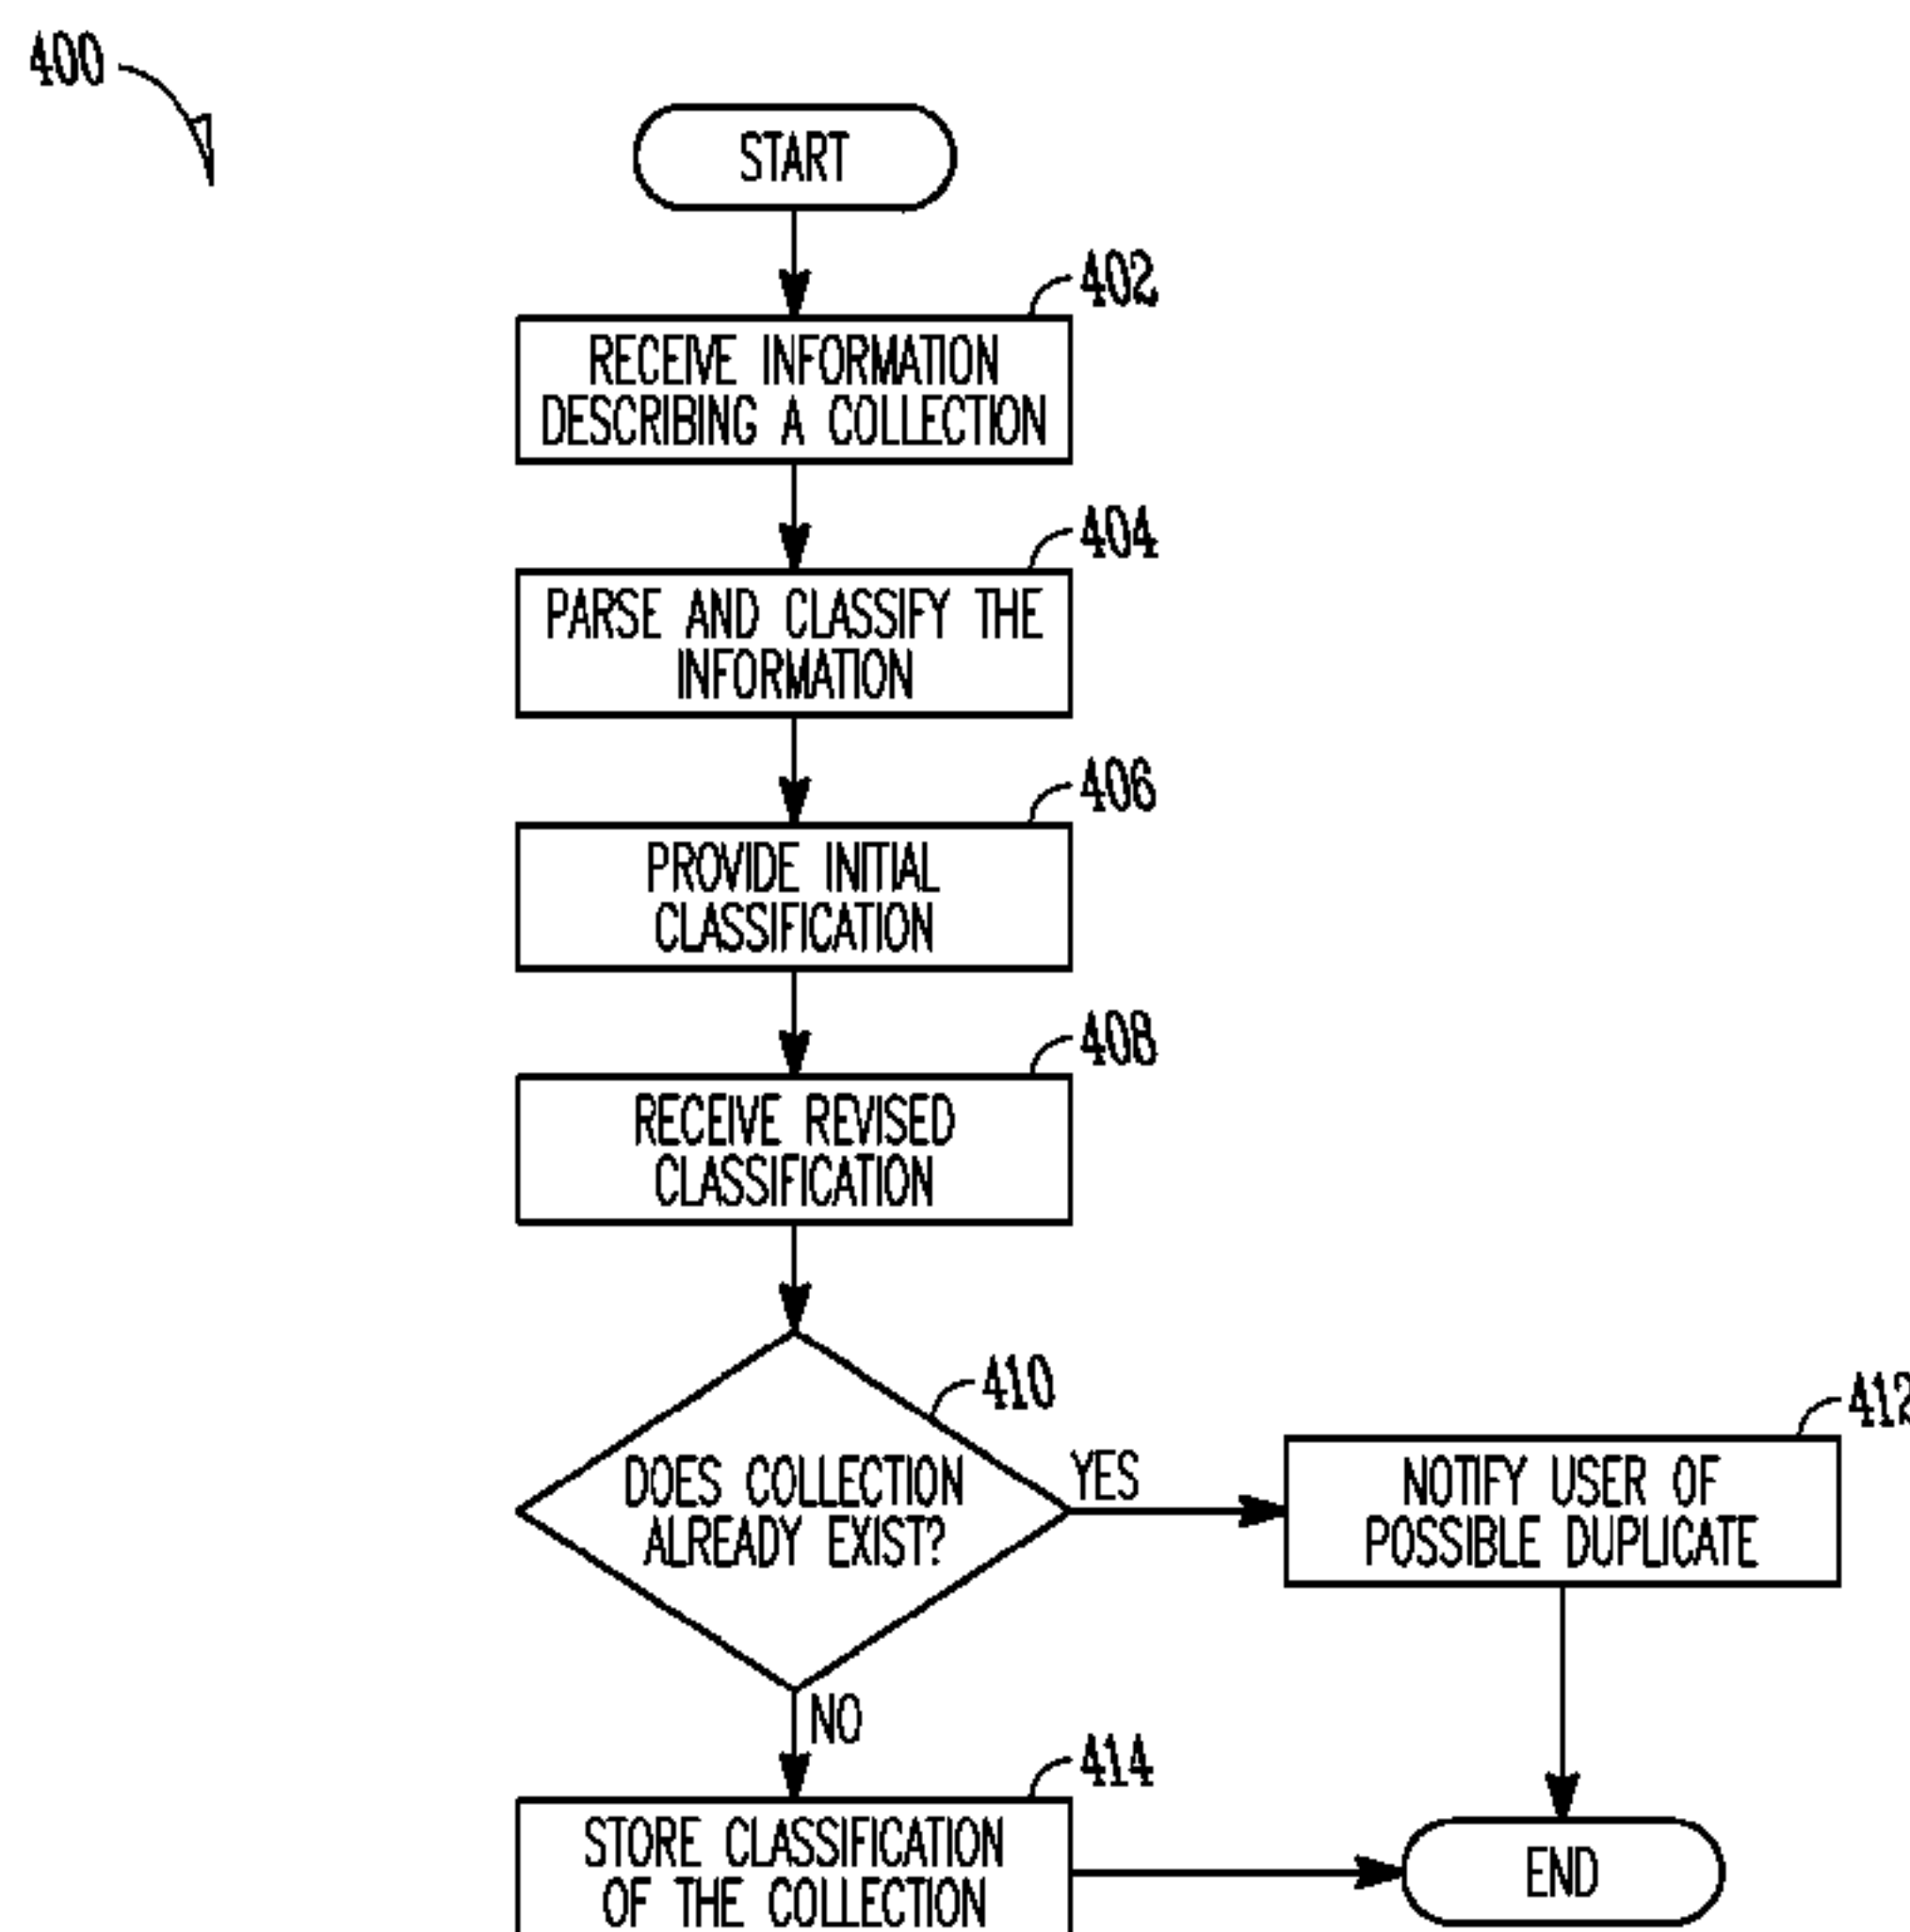 400
START
402
RECEIVE INFORMATION
DESCRIBING A COLLECTION
404
PARSE AND CLASSIFY THE
INFORMATION
406
PROVIDE INITIAL
CLASSIFICATION
408
RECEIVE REVISED
CLASSIFICATION
410
DOES COLLECTION
ALREADY EXIST?
YES
412
NOTIFY USER OF
POSSIBLE DUPLICATE
NO
414
STORE CLASSIFICATION
OF THE COLLECTION
END